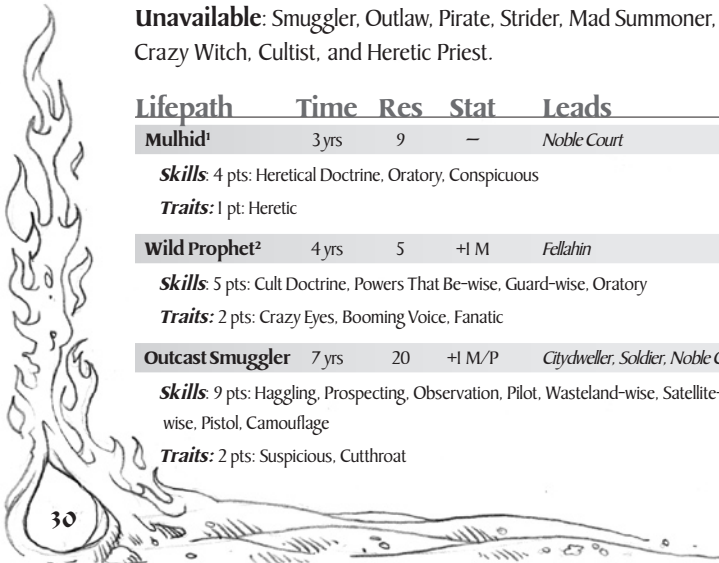 Unavailable: Smuggler, Outlaw, Pirate, Strider, Mad Summoner,
Crazy Witch, Cultist, and Heretic Priest.
Lifepath Time Res Stat Leads
Mulhid¹ 3 yrs 9 — Noble Court
Skills: 4 pts: Heretical Doctrine, Oratory, Conspicuous
Traits: 1 pt: Heretic
Wild Prophet² 4 yrs 5 +1 M Fellahin
Skills: 5 pts: Cult Doctrine, Powers That Be-wise, Guard-wise, Oratory
Traits: 2 pts: Crazy Eyes, Booming Voice, Fanatic
Outcast Smuggler 7 yrs 20 +1 M/P Citydweller, Soldier, Noble
Skills: 9 pts: Haggling, Prospecting, Observation, Pilot, Wasteland-wise, Satellite-
wise, Pistol, Camouflage
Traits: 2 pts: Suspicious, Cutthroat
30